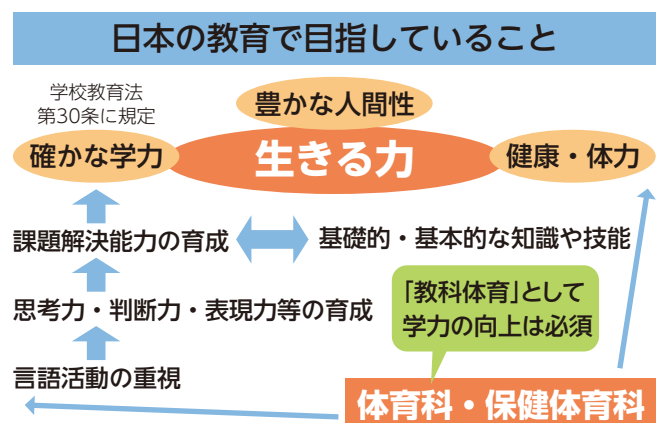 日本の教育で目指していること
学校教育法
第30条に規定
豊かな人間性
確かな学力
生きる力
健康・体力
課題解決能力の育成
基礎的・基本的な知識や技能
思考力・判断力・表現力等の育成
「教科体育」として
学力の向上は必須
言語活動の重視
体育科・保健体育科